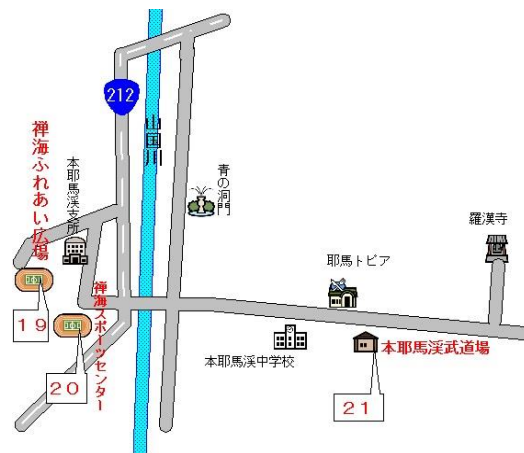 212
山国川
禅海ふれあい広場
本耶馬渓支所
青の洞門
羅漢寺
耶馬トピア
19
禅海スポーツセンター
20
本耶馬渓中学校
本耶馬渓武道場
21